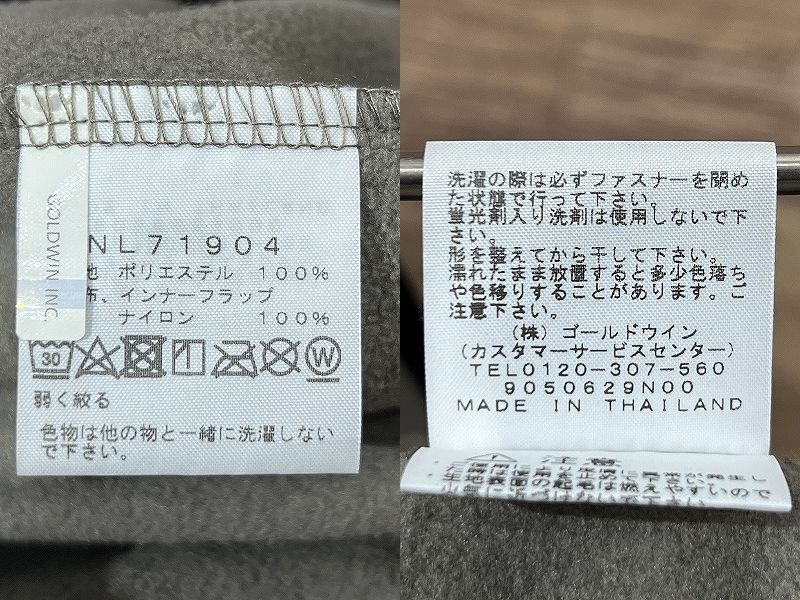 GOLDWIN INC.
NL71904
地 ポリエステル 100%
布、インナーフラップ
ナイロン 100%
30
W
弱く絞る
色物は他の物と一緒に洗濯しない
で下さい。
洗濯の際は必ずファスナーを閉め
た状態で行って下さい。
蛍光剤入り洗剤は使用しないで下
さい。
形を整えてから干して下さい。
濡れたまま放置すると多少色落ち
や色移りすることがあります。ご
注意下さい。
(株)ゴールドウイン
(カスタマーサービスセンター)
TEL0120-307-560
9050629N00
MADE IN THAILAND
注意